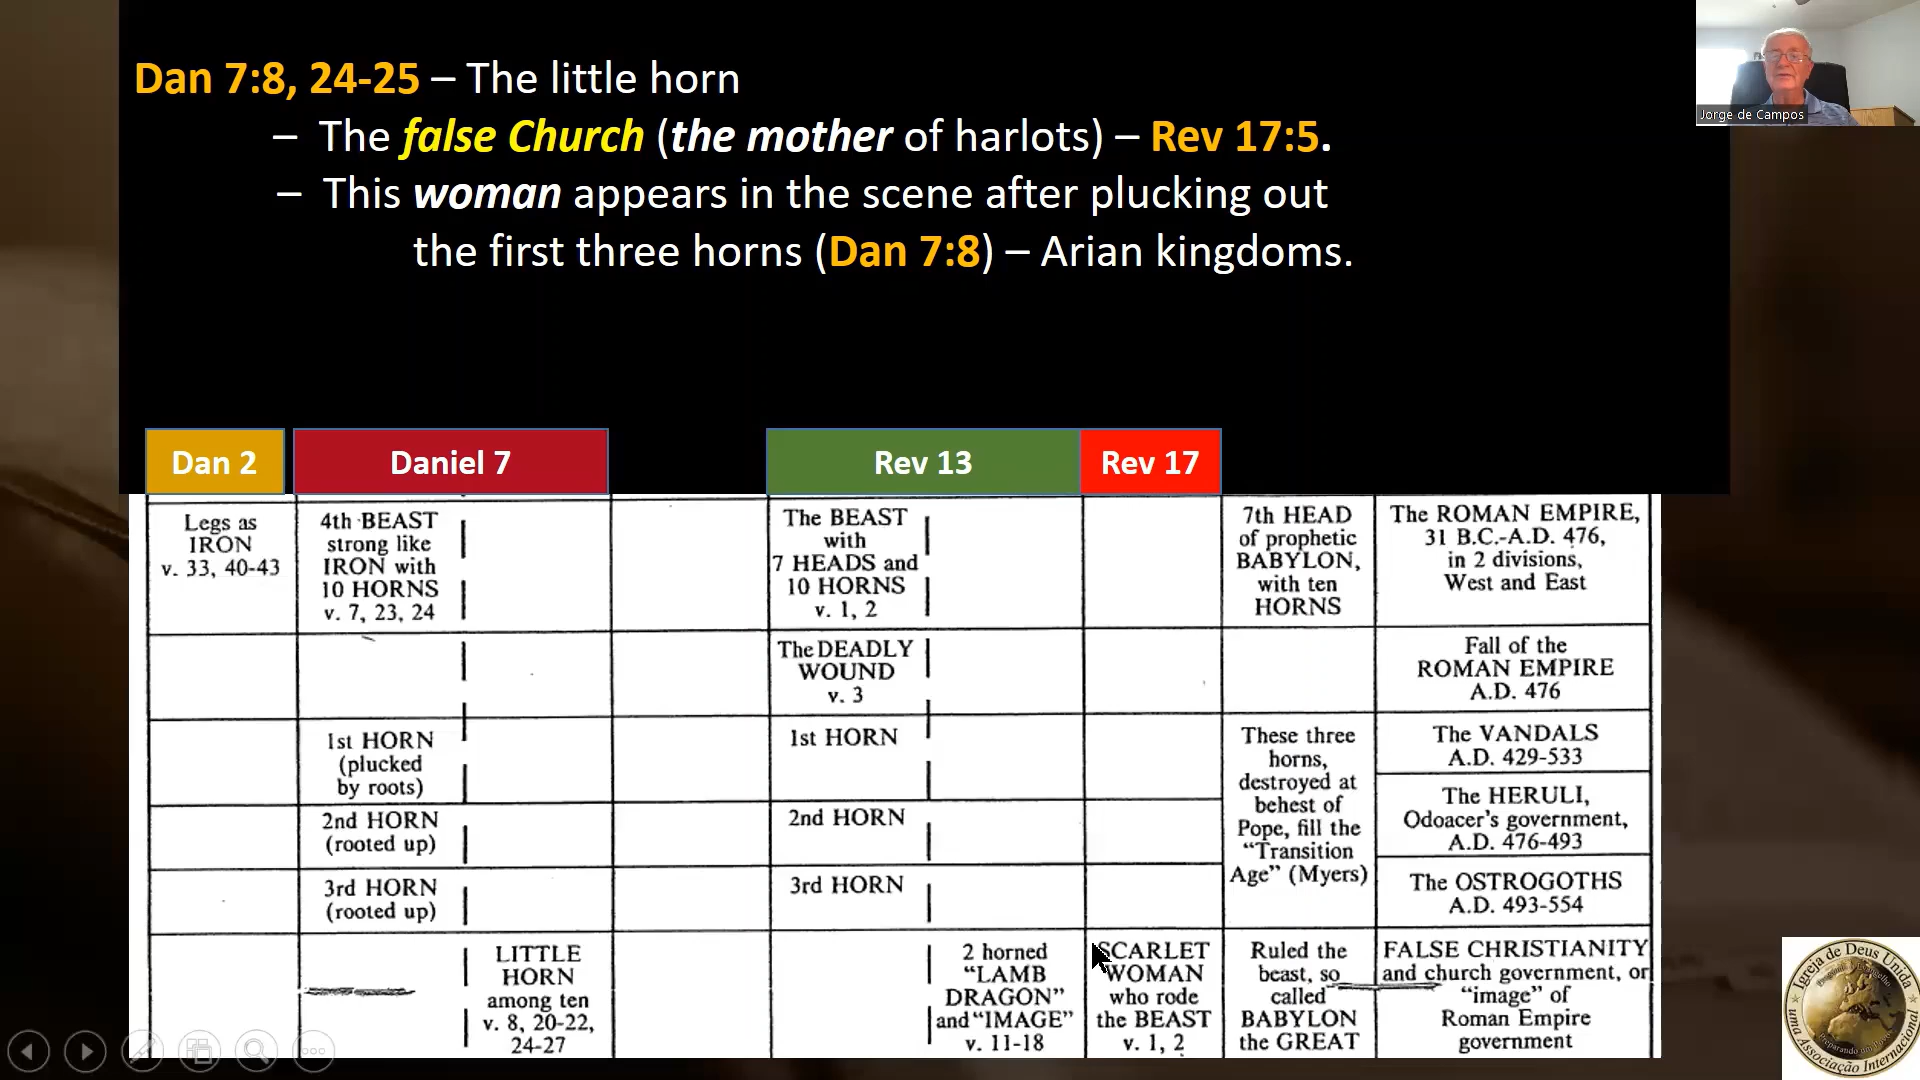 Dan 7:8, 24-25 – The little horn
– The false Church (the mother of harlots) – Rev 17:5.
– This woman appears in the scene after plucking out
the first three horns (Dan 7:8) – Arian kingdoms.
Jorge de Campos
Dan 2
Daniel 7
Rev 13
Rev 17
Legs as
IRON
v. 33, 40-43
4th BEAST
strong like
IRON with
10 HORNS
v. 7, 23, 24
The BEAST
with
7 HEADS and
10 HORNS
v. 1, 2
7th HEAD
of prophetic
BABYLON,
with ten
HORNS
The ROMAN EMPIRE,
31 B.C.-A.D. 476,
in 2 divisions,
West and East
The DEADLY
WOUND
v. 3
Fall of the
ROMAN EMPIRE
A.D. 476
1st HORN
(plucked
by roots)
1st HORN
These three
horns,
destroyed at
behest of
Pope, fill the
“Transition
Age” (Myers)
The VANDALS
A.D. 429-533
2nd HORN
(rooted up)
2nd HORN
The HERULI,
Odoacer's government,
A.D. 476-493
3rd HORN
(rooted up)
3rd HORN
The OSTROGOTHS
A.D. 493-554
LITTLE
HORN
among ten
v. 8, 20-22,
24-27
2 horned
“LAMB
DRAGON”
and “IMAGE”
v. 11-18
SCARLET
WOMAN
who rode
the BEAST
v. 1, 2
Ruled the
beast, so
called
BABYLON
the GREAT
FALSE CHRISTIANITY
and church government, or
“image” of
Roman Empire
government
Igreja de Deus Unida
uma Associação Internacional